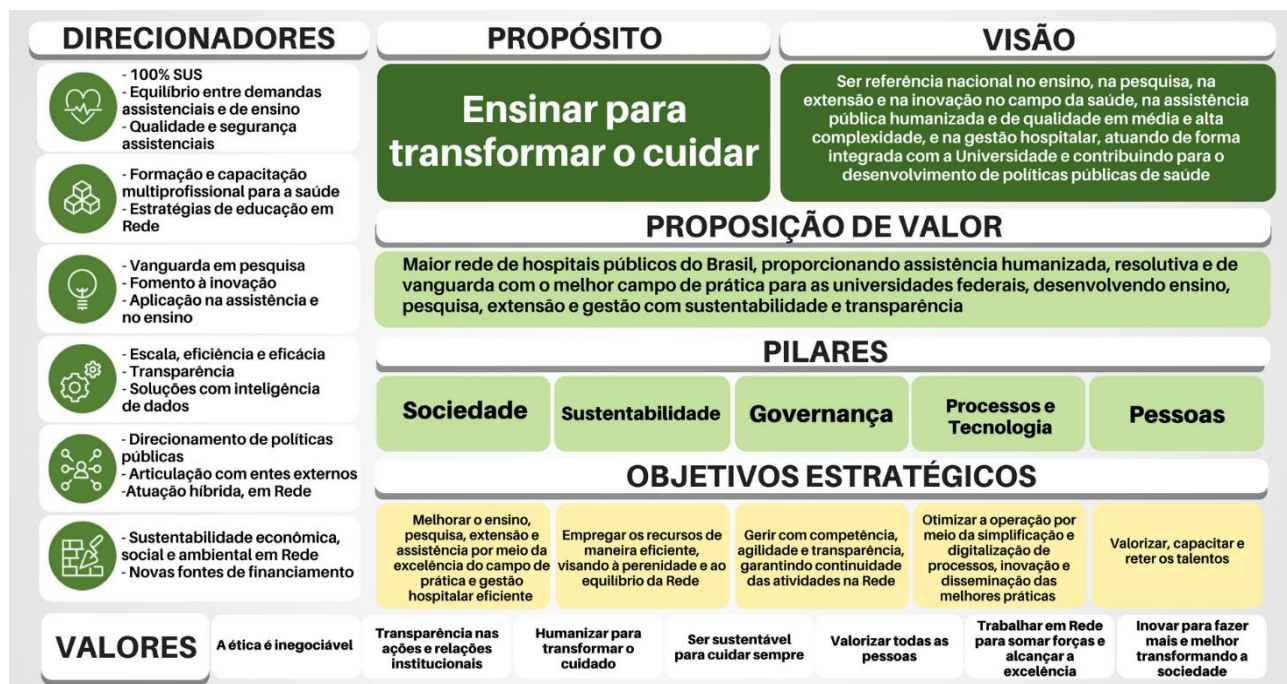 DIRECIONADORES
- 100% SUS
- Equilíbrio entre demandas
assistenciais e de ensino
- Qualidade e segurança
assistenciais
- Formação e capacitação
multiprofissional para a saúde
- Estratégias de educação em
Rede
- Vanguarda em pesquisa
- Fomento à inovação
- Aplicação na assistência e
no ensino
- Escala, eficiência e eficácia
- Transparência
- Soluções com inteligência
de dados
- Direcionamento de políticas
públicas
- Articulação com entes externos
-Atuação híbrida, em Rede
- Sustentabilidade econômica,
social e ambiental em Rede
- Novas fontes de financiamento
PROPÓSITO
Ensinar para
transformar o cuidar
VISÃO
Ser referência nacional no ensino, na pesquisa, na
extensão e na inovação no campo da saúde, na assistência
pública humanizada e de qualidade em média e alta
complexidade, e na gestão hospitalar, atuando de forma
integrada com a Universidade e contribuindo para o
desenvolvimento de políticas públicas de saúde
PROPOSIÇÃO DE VALOR
Maior rede de hospitais públicos do Brasil, proporcionando assistência humanizada, resolutiva e de
vanguarda com o melhor campo de prática para as universidades federais, desenvolvendo ensino,
pesquisa, extensão e gestão com sustentabilidade e transparência
PILARES
Sociedade
Sustentabilidade
Governança
Processos e
Tecnologia
Pessoas
OBJETIVOS ESTRATÉGICOS
Melhorar o ensino,
pesquisa, extensão e
assistência por meio da
excelência do campo de
prática e gestão
hospitalar eficiente
Empregar os recursos de
maneira eficiente,
visando à perenidade e ao
equilíbrio da Rede
Gerir com competência,
agilidade e transparência,
garantindo continuidade
das atividades na Rede
Otimizar a operação por
meio da simplificação e
digitalização de
processos, inovação e
disseminação das
melhores práticas
Valorizar, capacitar e
reter os talentos
VALORES
A ética é inegociável
Transparência nas
ações e relações
institucionais
Humanizar para
transformar o
cuidado
Ser sustentável
para cuidar sempre
Valorizar todas as
pessoas
Trabalhar em Rede
para somar forças e
alcançar a
excelência
Inovar para fazer
mais e melhor
transformando a
sociedade